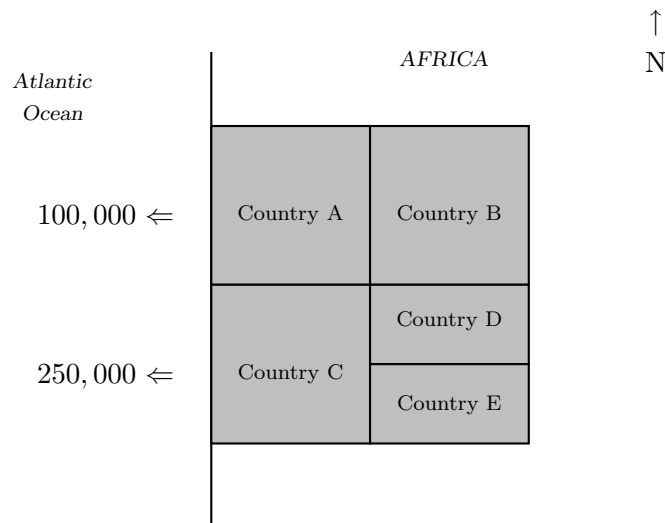 ↑
AFRICA
N
Atlantic
Ocean
100,000 ⇐
Country A
Country B
Country D
250,000 ⇐
Country C
Country E